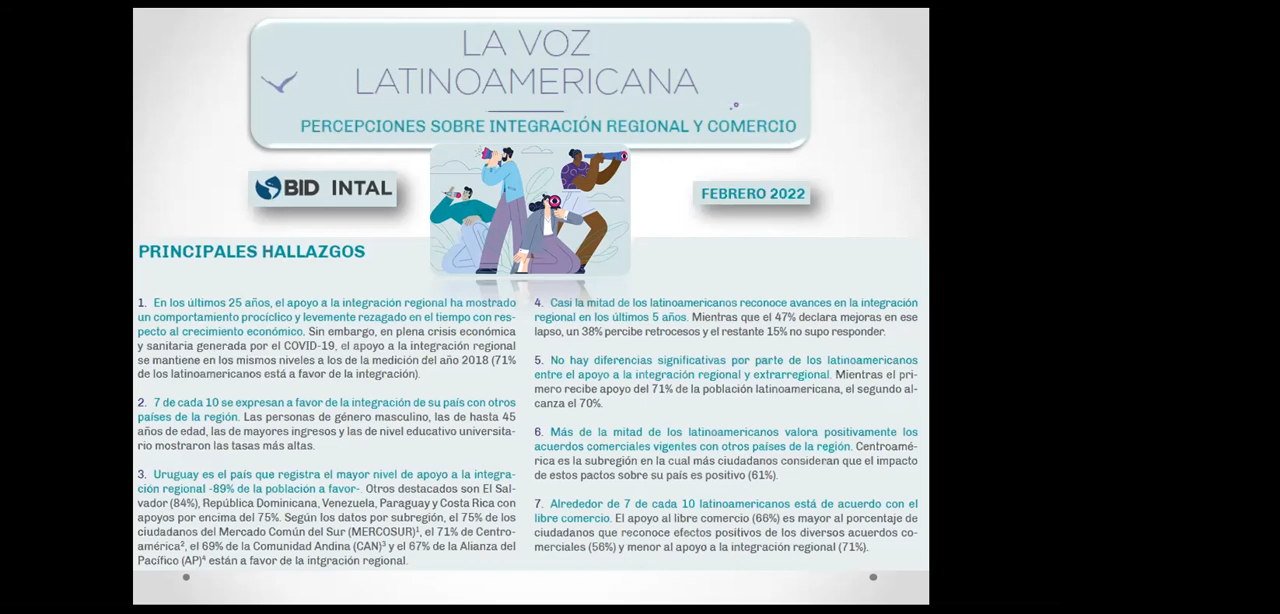 LA VOZ
LATINOAMERICANA
PERCEPCIONES SOBRE INTEGRACIÓN REGIONAL Y COMERCIO
BID INTAL
FEBRERO 2022
PRINCIPALES HALLAZGOS
1. En los últimos 25 años, el apoyo a la integración regional ha mostrado
un comportamiento procíclico y levemente rezagado en el tiempo con res-
pecto al crecimiento económico. Sin embargo, en plena crisis económica
y sanitaria generada por el COVID-19, el apoyo a la integración regional
se mantiene en los mismos niveles a los de la medición del año 2018 (71%
de los latinoamericanos está a favor de la integración).
2. 7 de cada 10 se expresan a favor de la integración de su país con otros
países de la región. Las personas de género masculino, las de hasta 45
años de edad, las de mayores ingresos y las de nivel educativo universita-
rio mostraron las tasas más altas.
3. Uruguay es el país que registra el mayor nivel de apoyo a la integra-
ción regional -89% de la población a favor-. Otros destacados son El Sal-
vador (84%), República Dominicana, Venezuela, Paraguay y Costa Rica con
apoyos por encima del 75%. Según los datos por subregión, el 75% de los
ciudadanos del Mercado Común del Sur (MERCOSUR)¹, el 71% de Centro-
américa², el 69% de la Comunidad Andina (CAN)³ y el 67% de la Alianza del
Pacífico (AP)⁴ están a favor de la intgración regional.
4. Casi la mitad de los latinoamericanos reconoce avances en la integración
regional en los últimos 5 años. Mientras que el 47% declara mejoras en ese
lapso, un 38% percibe retrocesos y el restante 15% no supo responder.
5. No hay diferencias significativas por parte de los latinoamericanos
entre el apoyo a la integración regional y extrarregional. Mientras el pri-
mero recibe apoyo del 71% de la población latinoamericana, el segundo al-
canza el 70%.
6. Más de la mitad de los latinoamericanos valora positivamente los
acuerdos comerciales vigentes con otros países de la región. Centroamé-
rica es la subregión en la cual más ciudadanos consideran que el impacto
de estos pactos sobre su país es positivo (61%).
7. Alrededor de 7 de cada 10 latinoamericanos está de acuerdo con el
libre comercio. El apoyo al libre comercio (66%) es mayor al porcentaje de
ciudadanos que reconoce efectos positivos de los diversos acuerdos co-
merciales (56%) y menor al apoyo a la integración regional (71%).